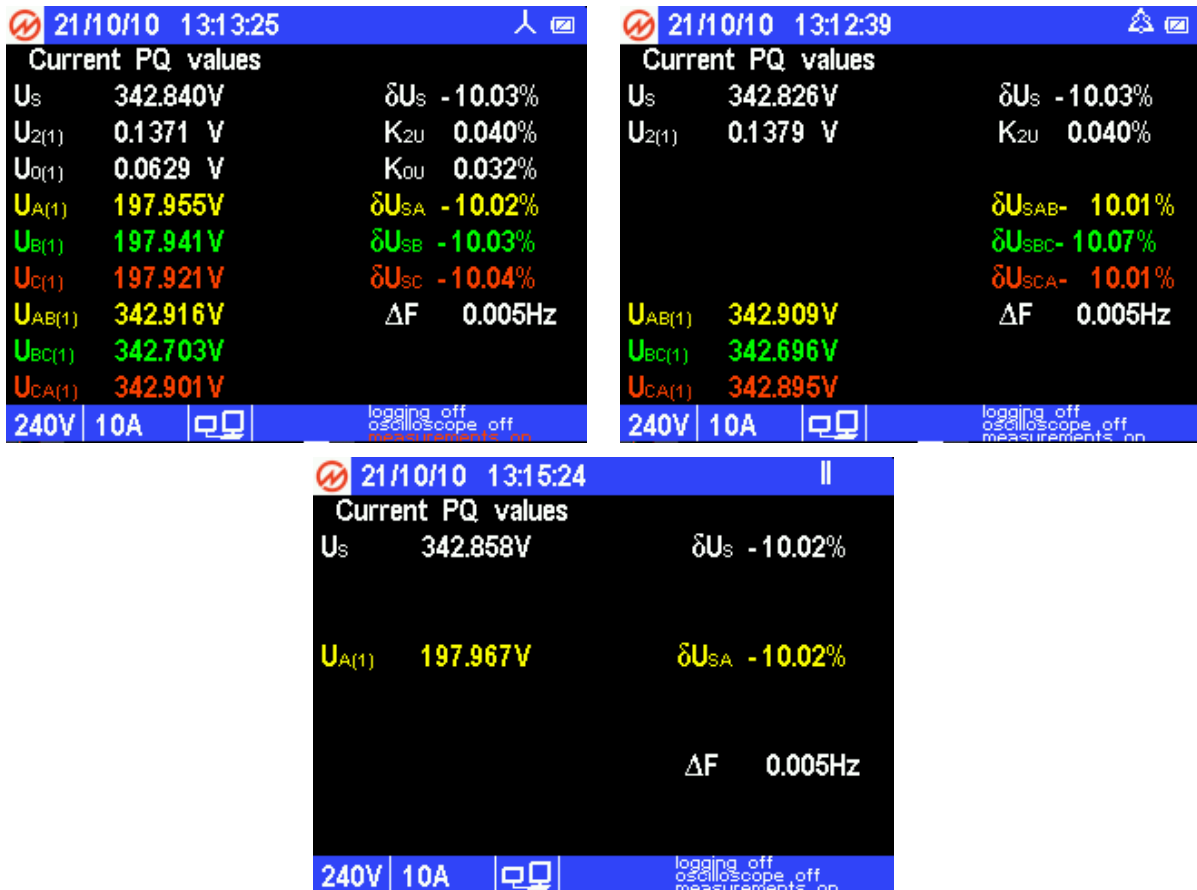 21/10/10 13:13:25
Current PQ values
Us 342.840V δUs -10.03%
U2(1) 0.1371 V K2U 0.040%
U0(1) 0.0629 V K0U 0.032%
UA(1) 197.955V δUSA -10.02%
UB(1) 197.941V δUSB -10.03%
UC(1) 197.921V δUSC -10.04%
UAB(1) 342.916V ΔF 0.005Hz
UBC(1) 342.703V
UCA(1) 342.901V
240V 10A
logging off
oscilloscope off
measurements on
21/10/10 13:12:39
Current PQ values
Us 342.826V δUs -10.03%
U2(1) 0.1379 V K2U 0.040%
δUSAB- 10.01%
δUSBC- 10.07%
δUSCA- 10.01%
UAB(1) 342.909V ΔF 0.005Hz
UBC(1) 342.696V
UCA(1) 342.895V
240V 10A
logging off
oscilloscope off
measurements on
21/10/10 13:15:24
Current PQ values
Us 342.858V δUs -10.02%
UA(1) 197.967V δUSA -10.02%
ΔF 0.005Hz
240V 10A
logging off
oscilloscope off
measurements on